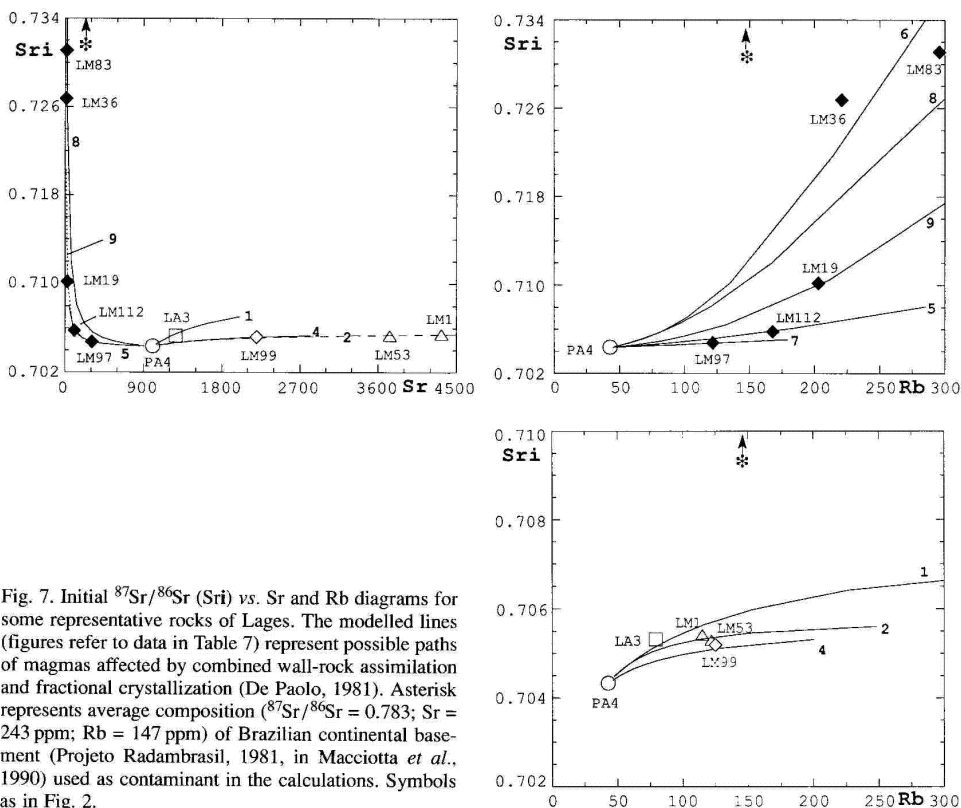 0.734
Sri
*
LM83
0.726
LM36
8
0.718
9
0.710
LM19
LM112
LA3
1
LM1
4
2
LM97
5
PA4
LM99
LM53
0.702
0
900
1800
2700
Sr
3600
4500
0.734
Sri
*
6
LM83
0.726
LM36
8
0.718
9
0.710
LM19
LM112
5
PA4
7
LM97
0.702
0
50
100
150
200
250
Rb
300
0.710
Sri
*
0.708
1
0.706
LM1
LM53
2
LA3
4
LM99
0.704
PA4
0.702
0
50
100
150
200
250
Rb
300
Fig. 7. Initial ⁸⁷Sr/⁸⁶Sr (Sri) vs. Sr and Rb diagrams for
some representative rocks of Lages. The modelled lines
(figures refer to data in Table 7) represent possible paths
of magmas affected by combined wall-rock assimilation
and fractional crystallization (De Paolo, 1981). Asterisk
represents average composition (⁸⁷Sr/⁸⁶Sr = 0.783; Sr =
243 ppm; Rb = 147 ppm) of Brazilian continental base-
ment (Projeto Radambrasil, 1981, in Macciotta et al.,
1990) used as contaminant in the calculations. Symbols
as in Fig. 2.